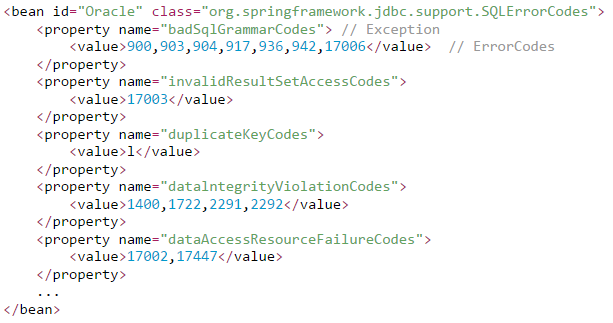 <bean id="Oracle" class="org.springframework.jdbc.support.SQLErrorCodes">
    <property name="badSqlGrammarCodes"> // Exception
        <value>900,903,904,917,936,942,17006</value>  // ErrorCodes
    </property>
    <property name="invalidResultSetAccessCodes">
        <value>17003</value>
    </property>
    <property name="duplicateKeyCodes">
        <value>l</value>
    </property>
    <property name="datalntegrityViolationCodes">
        <value>1400,1722,2291,2292</value>
    </property>
    <property name="dataAccessResourceFailureCodes">
        <value>17002,17447</value>
    </property>
    ...
</bean>